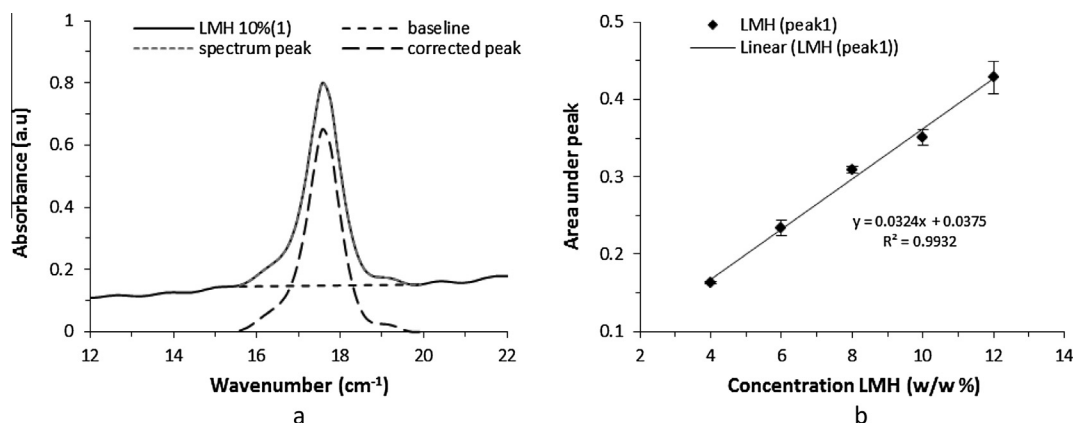 LMH 10%(1)
baseline
spectrum peak
corrected peak
Absorbance (a.u)
1
0.8
0.6
0.4
0.2
0
12
14
16
18
20
22
Wavenumber (cm⁻¹)
a
LMH (peak1)
Linear (LMH (peak1))
Area under peak
0.5
0.4
0.3
0.2
0.1
y = 0.0324x + 0.0375
R² = 0.9932
2
4
6
8
10
12
14
Concentration LMH (w/w %)
b